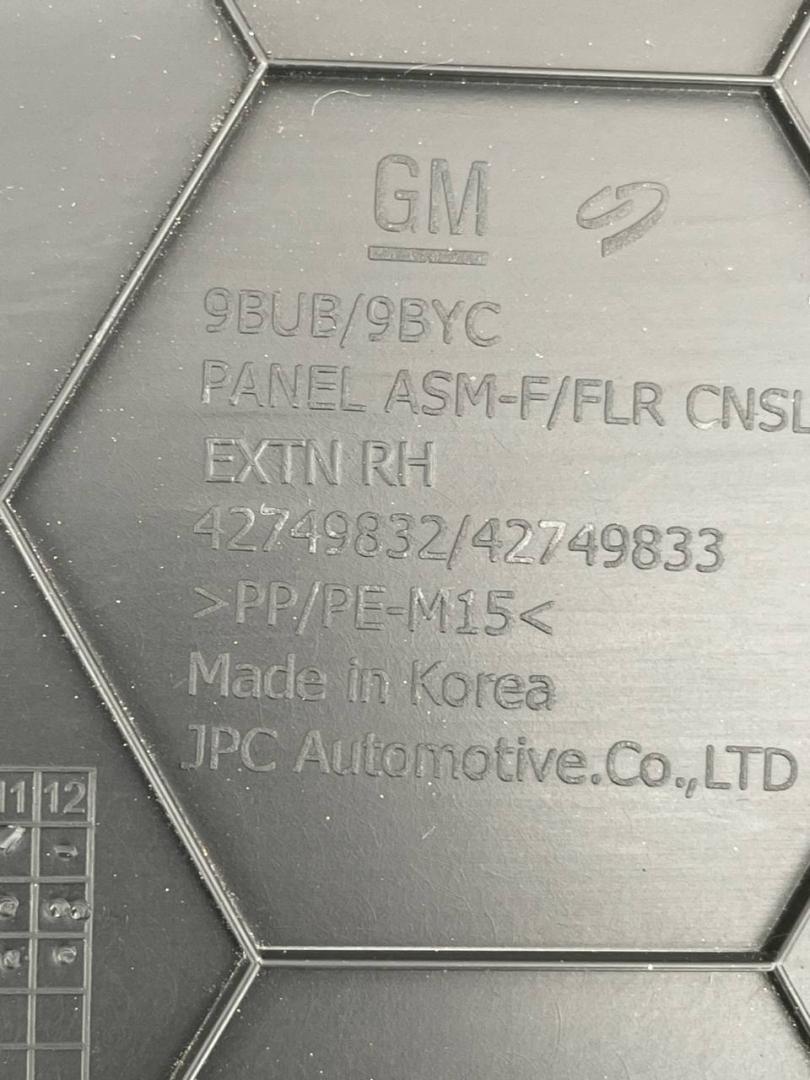 GM
9BUB/9BYC
PANEL ASM-F/FLR CNSL
EXTN RH
42749832/42749833
>PP/PE-M15<
Made in Korea
JPC Automotive.Co.,LTD
11 12